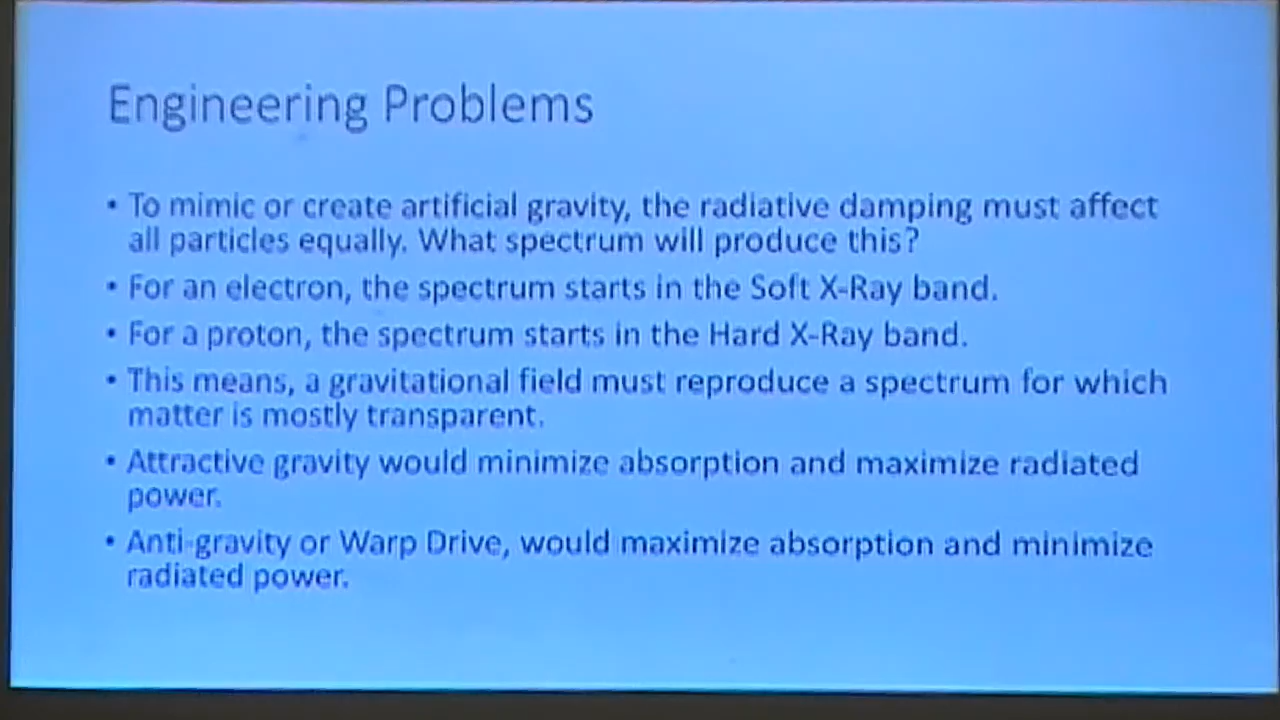 Engineering Problems
• To mimic or create artificial gravity, the radiative damping must affect
all particles equally. What spectrum will produce this?
• For an electron, the spectrum starts in the Soft X-Ray band.
• For a proton, the spectrum starts in the Hard X-Ray band.
• This means, a gravitational field must reproduce a spectrum for which
matter is mostly transparent.
• Attractive gravity would minimize absorption and maximize radiated
power.
• Anti-gravity or Warp Drive, would maximize absorption and minimize
radiated power.